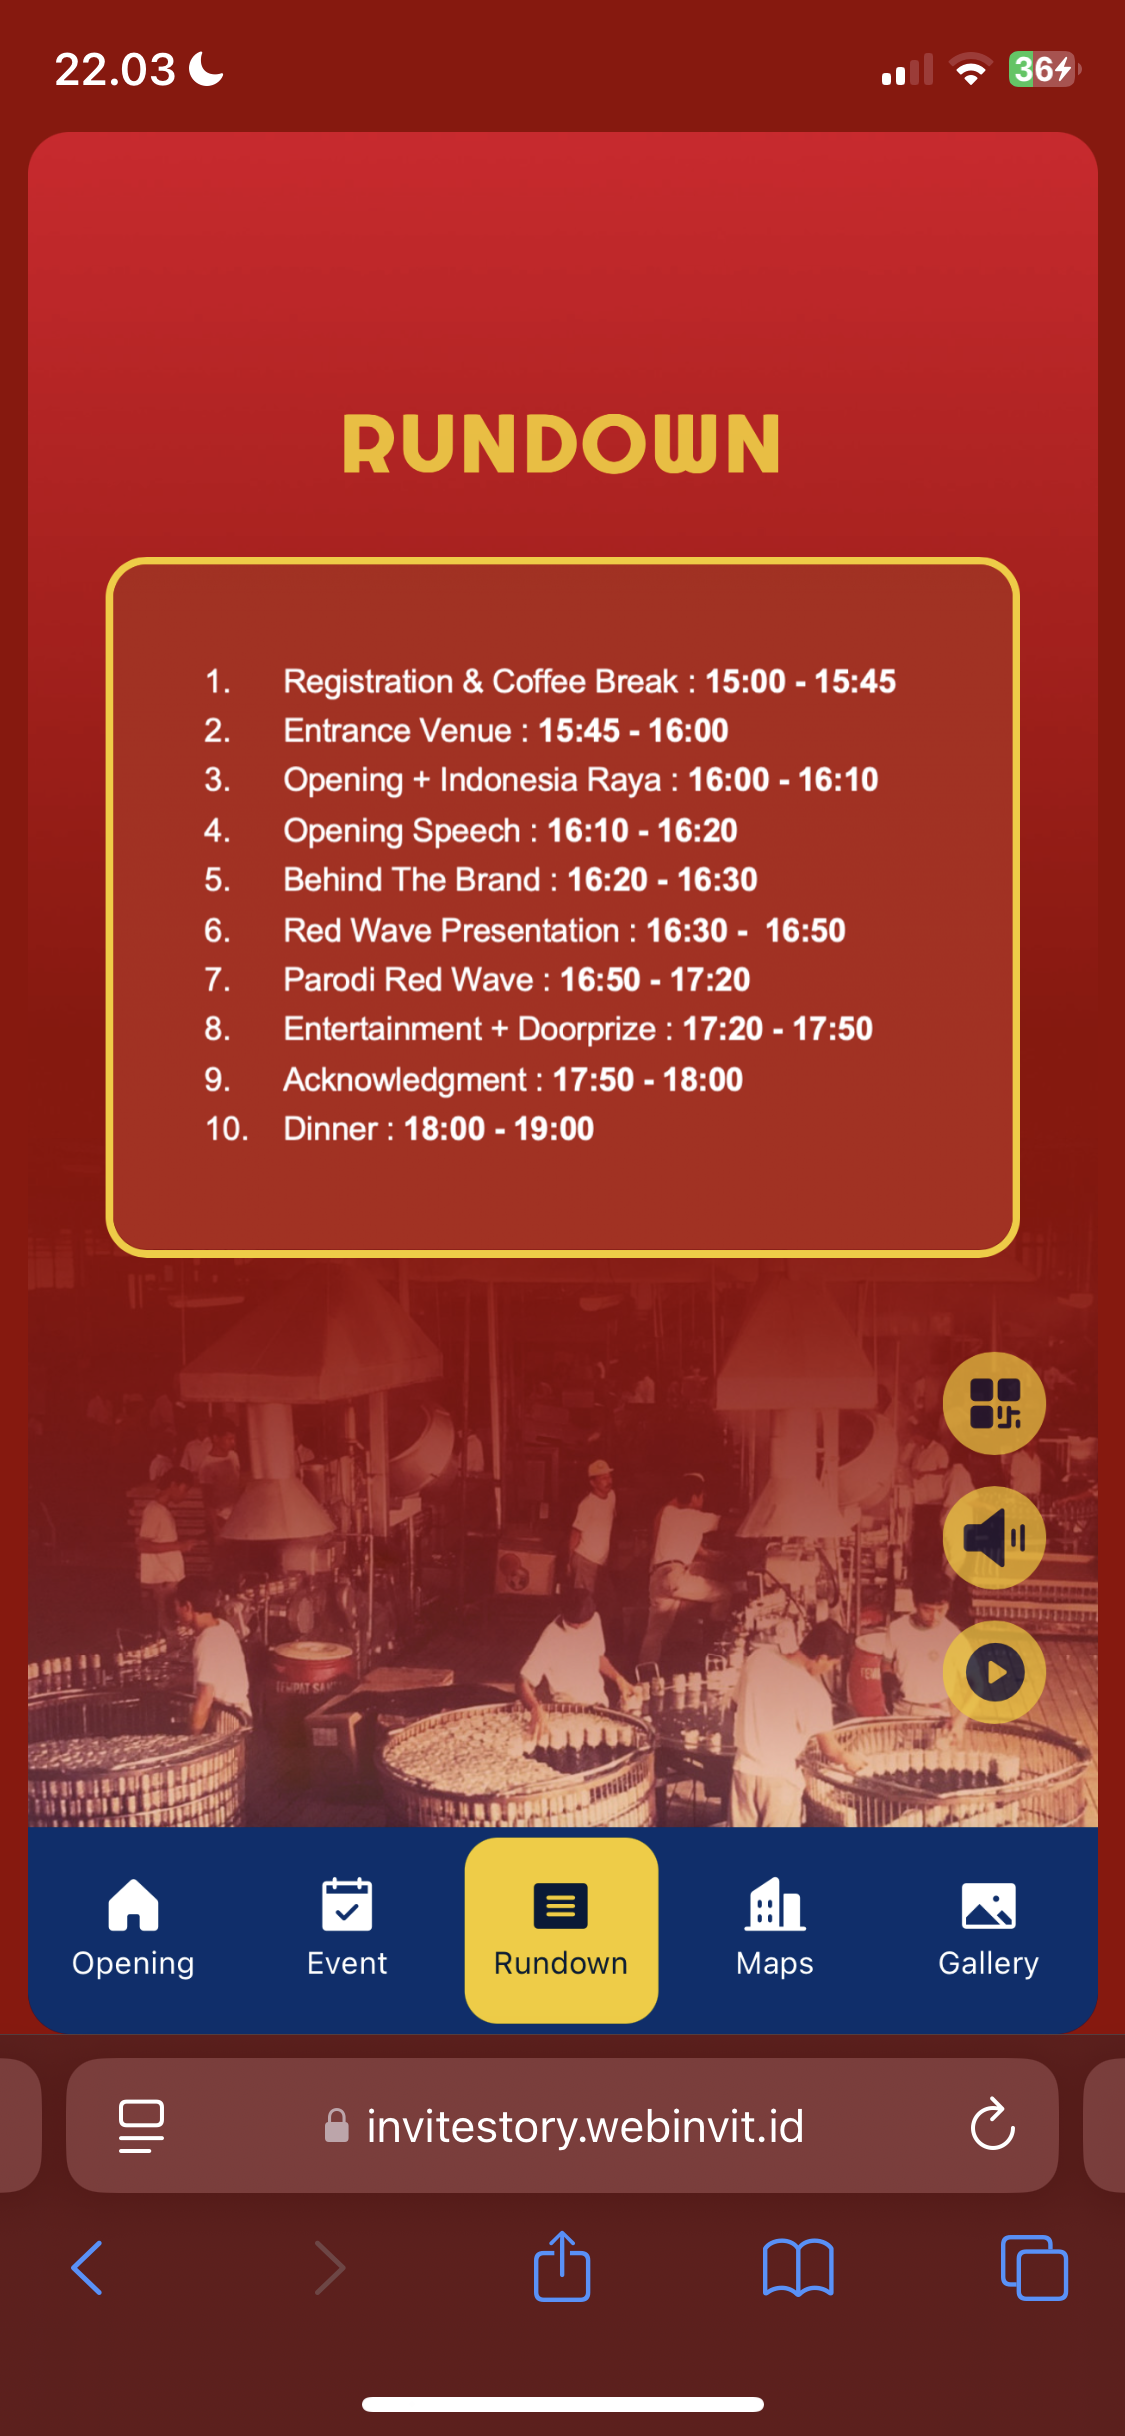 22.03
36
RUNDOWN
1. Registration & Coffee Break : 15:00 - 15:45
2. Entrance Venue : 15:45 - 16:00
3. Opening + Indonesia Raya : 16:00 - 16:10
4. Opening Speech : 16:10 - 16:20
5. Behind The Brand : 16:20 - 16:30
6. Red Wave Presentation : 16:30 - 16:50
7. Parodi Red Wave : 16:50 - 17:20
8. Entertainment + Doorprize : 17:20 - 17:50
9. Acknowledgment : 17:50 - 18:00
10. Dinner : 18:00 - 19:00
Opening Event Rundown Maps Gallery
invitestory.webinvit.id